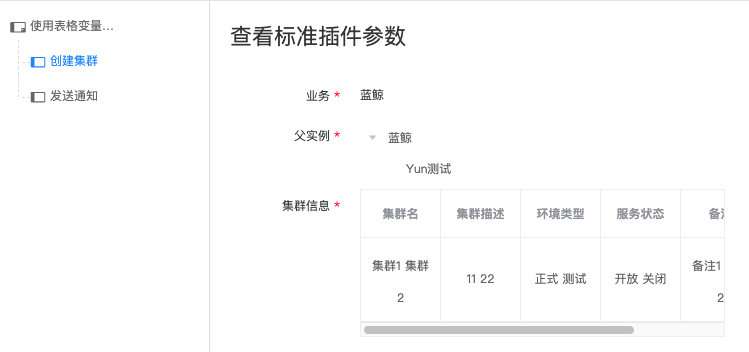 使用表格变量...
创建集群
发送通知
查看标准插件参数
业务 * 蓝鲸
父实例 * 蓝鲸
Yun测试
集群信息 *
集群名 集群描述 环境类型 服务状态
集群1 集群 11 22 正式 测试 开放 关闭 备注1
2 2